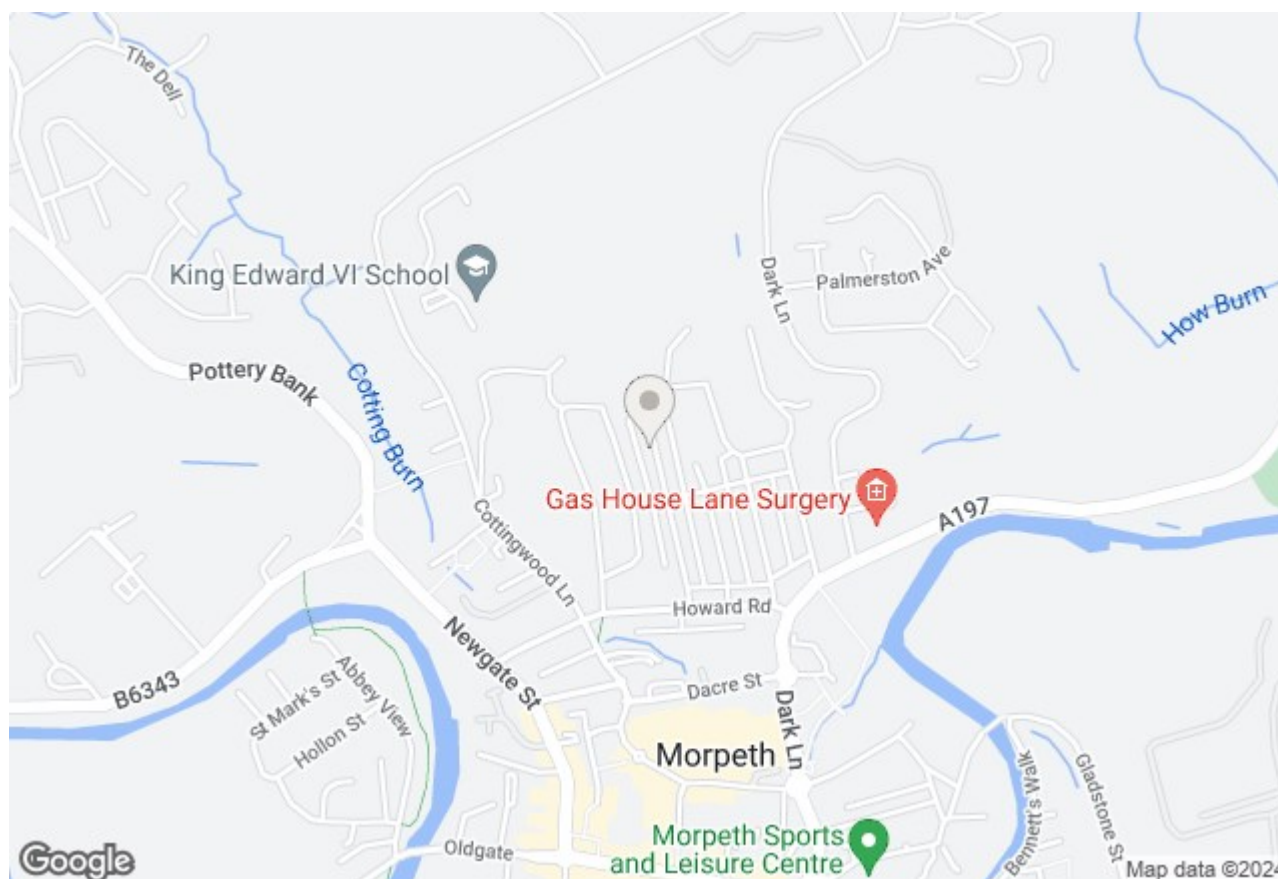 The Dell
King Edward VI School
Dark Ln
Palmerston Ave
How Burn
Pottery Bank
Cotting Burn
Gas House Lane Surgery
A197
Cottingwood Ln
Howard Rd
Newgate St
Abbey View
St Mark's St
B6343
Hollon St
Dacre St
Dark Ln
Morpeth
Gladstone St
Bennett's Walk
Morpeth Sports
and Leisure Centre
Oldgate
Google
Map data ©202